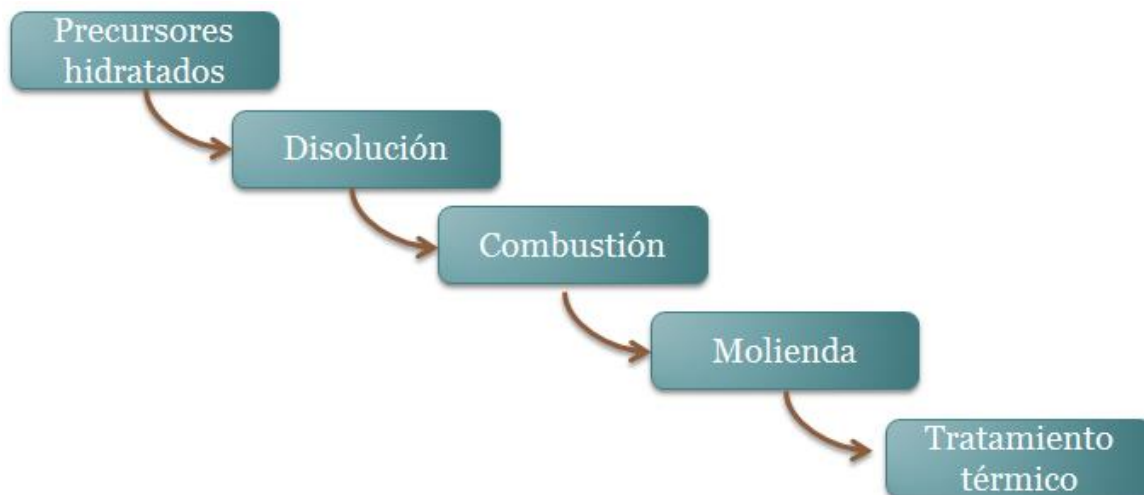 Precursores
hidratados
Disolución
Combustión
Molienda
Tratamiento
térmico